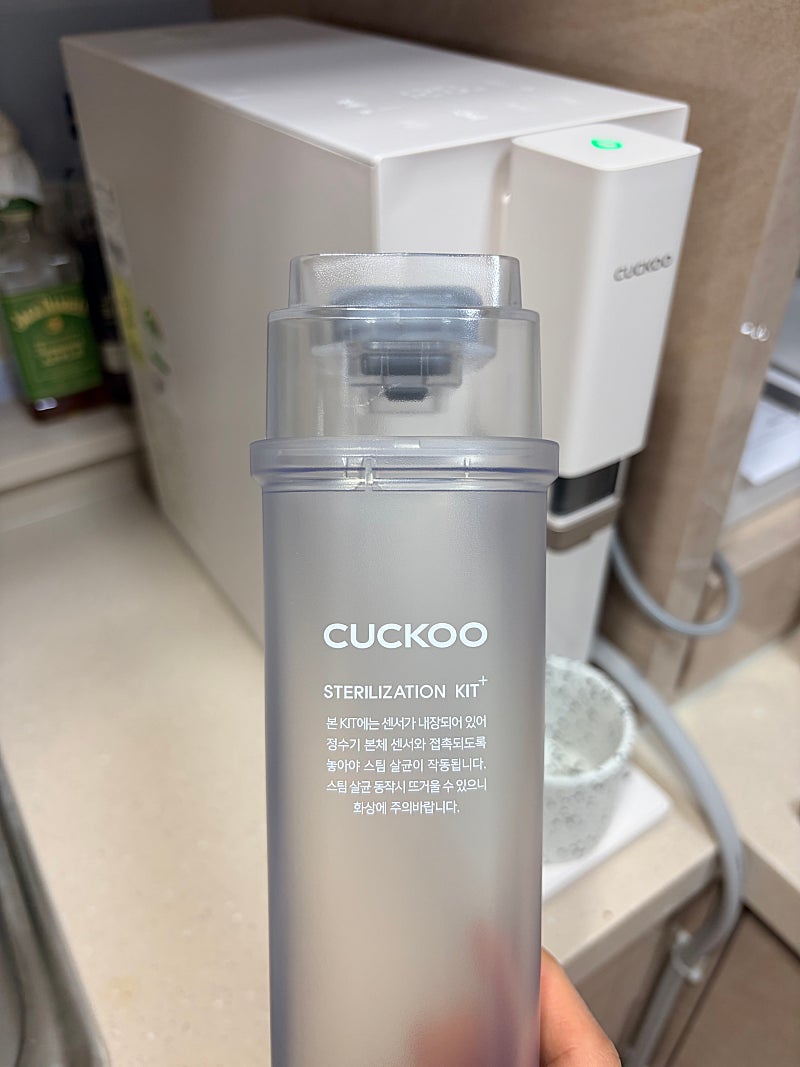 CUCKOO
CUCKOO
STERILIZATION KIT+
본 KIT에는 센서가 내장되어 있어
정수기 본체 센서와 접촉되도록
놓아야 스팀 살균이 작동됩니다.
스팀 살균 동작시 뜨거울 수 있으니
화상에 주의바랍니다.